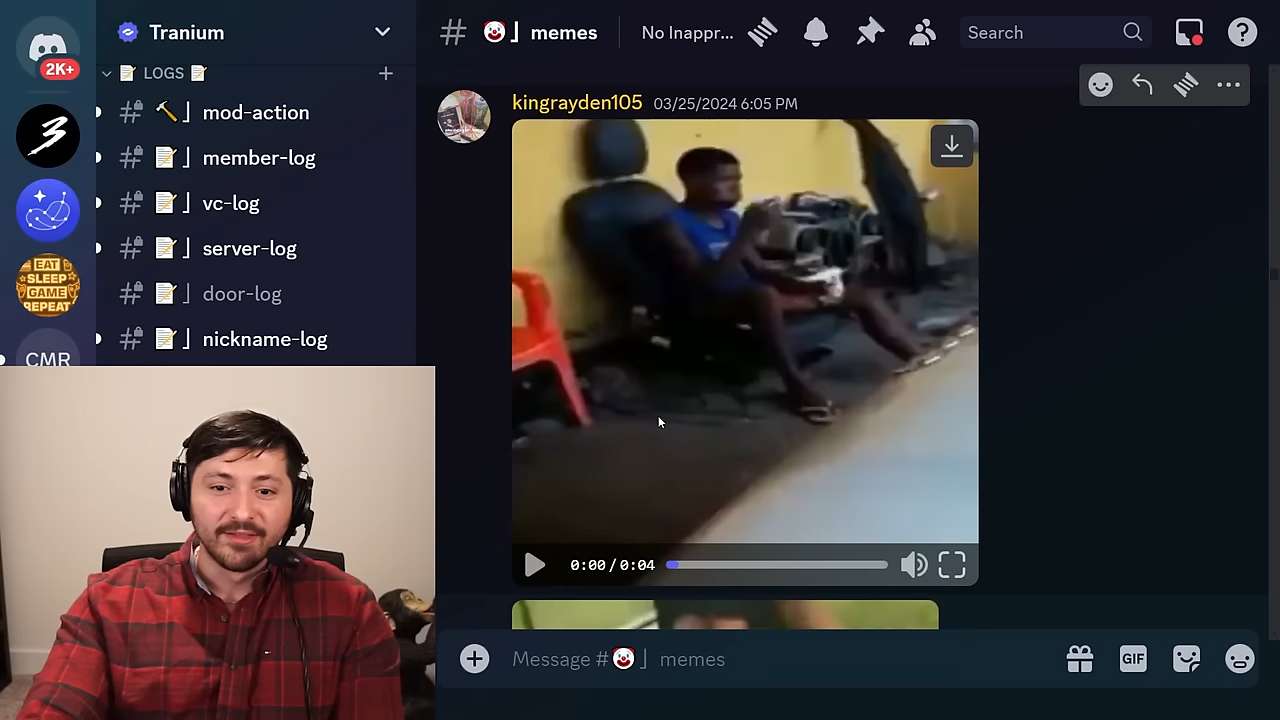 Tranium
memes
No Inappr...
Search
2K+
LOGS
mod-action
member-log
vc-log
server-log
door-log
nickname-log
EAT
SLEEP
GAME
REPEAT
CMR
kingrayden105 03/25/2024 6:05 PM
0:00 / 0:04
Message # memes
GIF